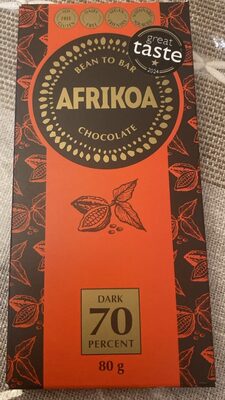 great
taste
2024
BEAN TO BAR
AFRIKOA
CHOCOLATE
DARK
70
PERCENT
80 g